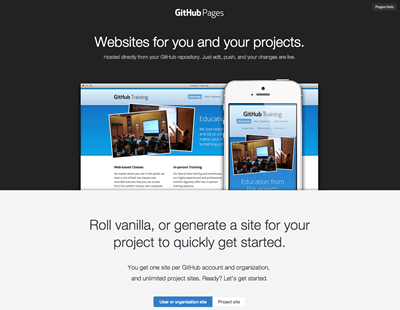 GitHub Pages
Pages Help
Websites for you and your projects.
Hosted directly from your GitHub repository. Just edit, push, and your changes are live.
GitHub Training
GitHub Training
Education
We love help
Web-based Classes
In-person Training
Education from the
Roll vanilla, or generate a site for your
project to quickly get started.
You get one site per GitHub account and organization,
and unlimited project sites. Ready? Let's get started.
User or organization site
Project site